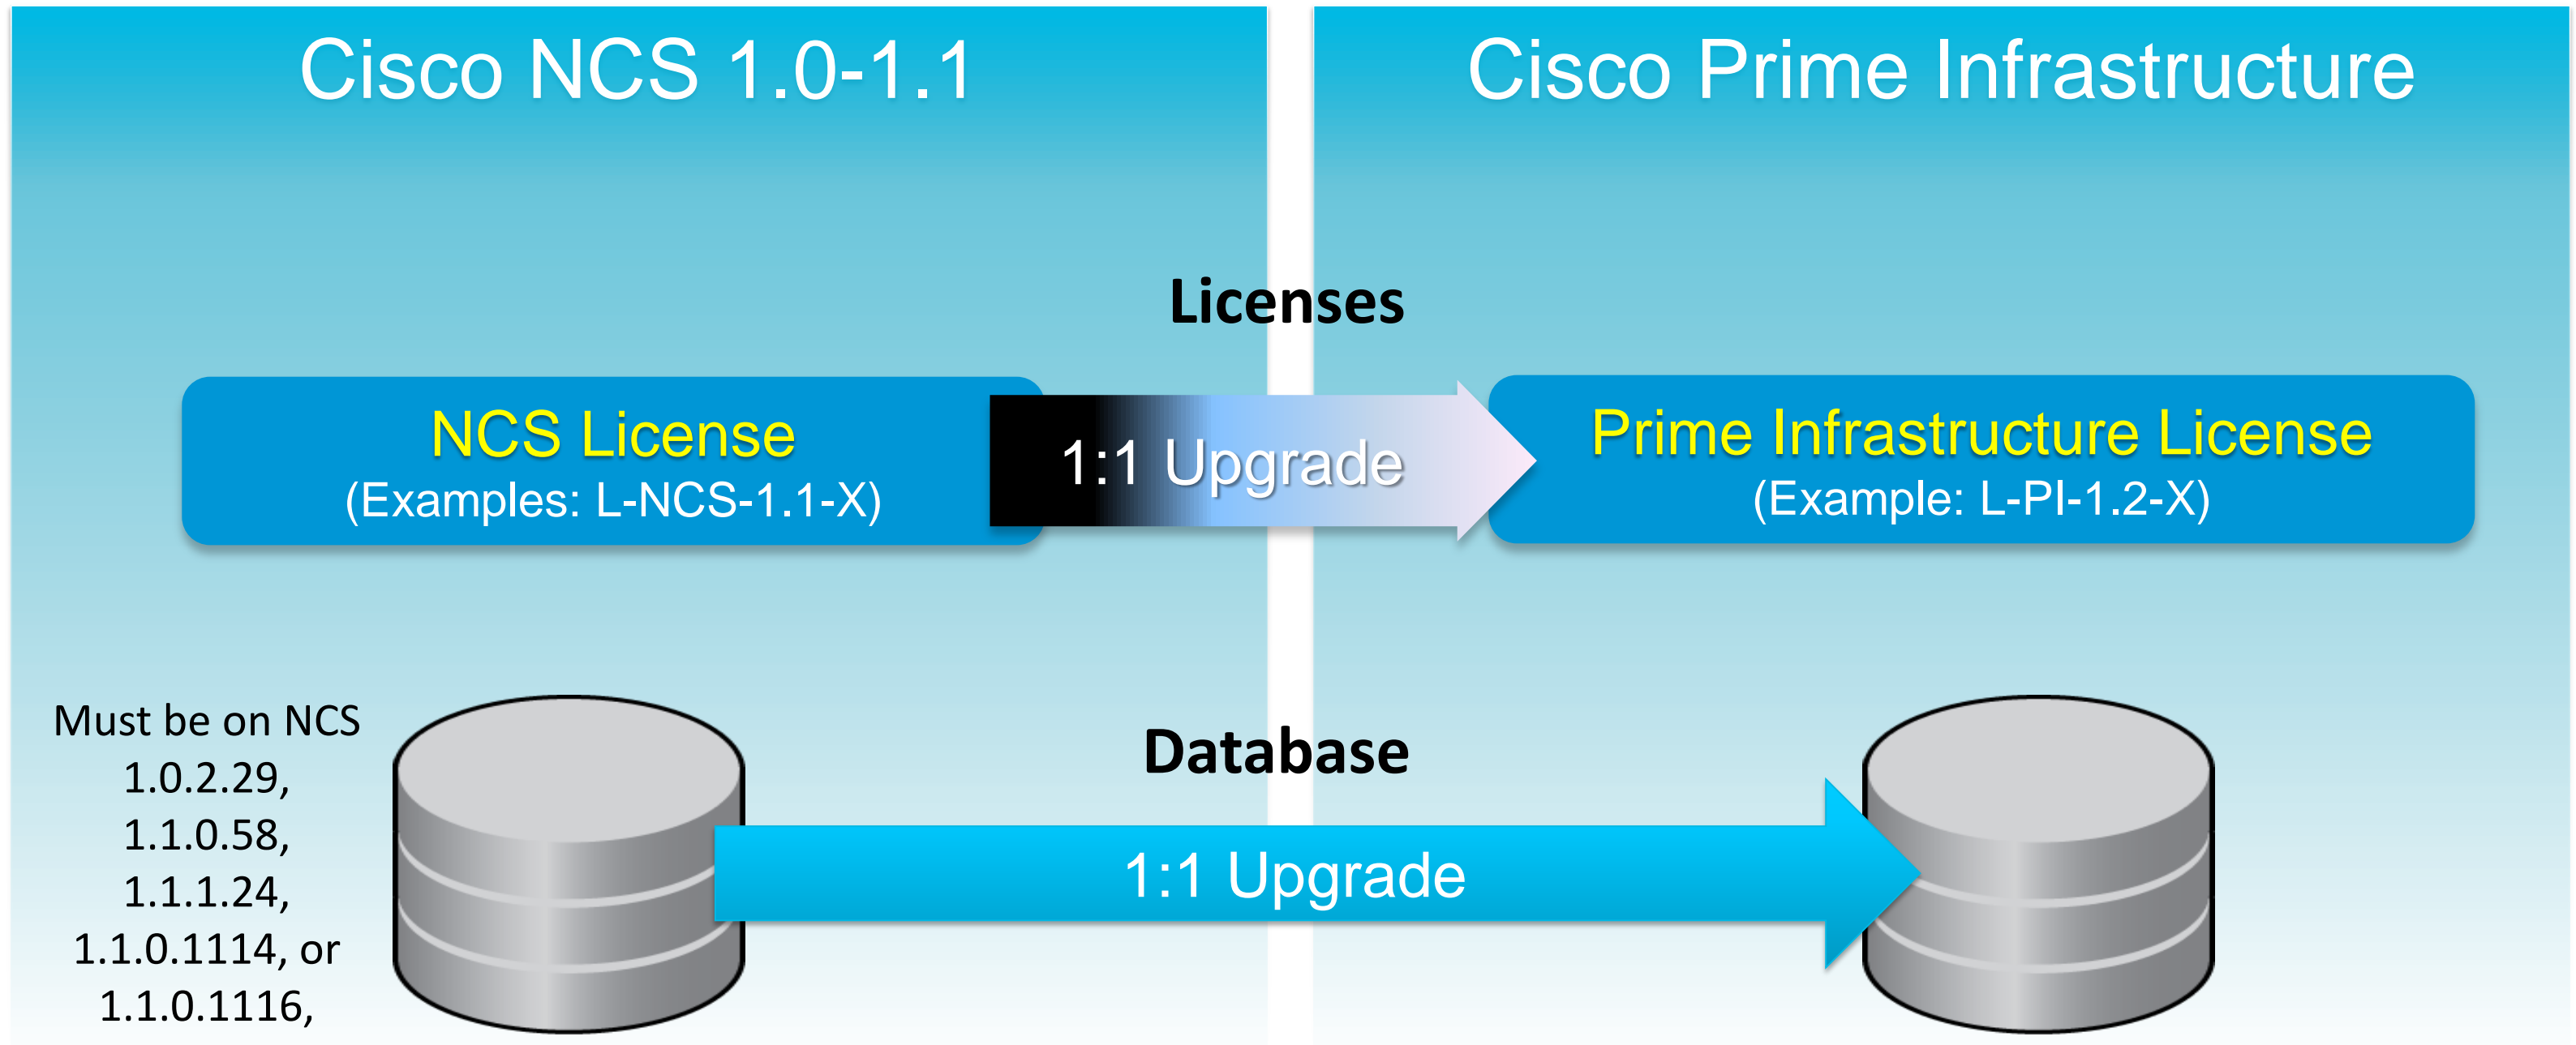 Cisco NCS 1.0-1.1
Cisco Prime Infrastructure
Licenses
NCS License
(Examples: L-NCS-1.1-X)
1:1 Upgrade
Prime Infrastructure License
(Example: L-PI-1.2-X)
Must be on NCS
1.0.2.29,
1.1.0.58,
1.1.1.24,
1.1.0.1114, or
1.1.0.1116,
Database
1:1 Upgrade